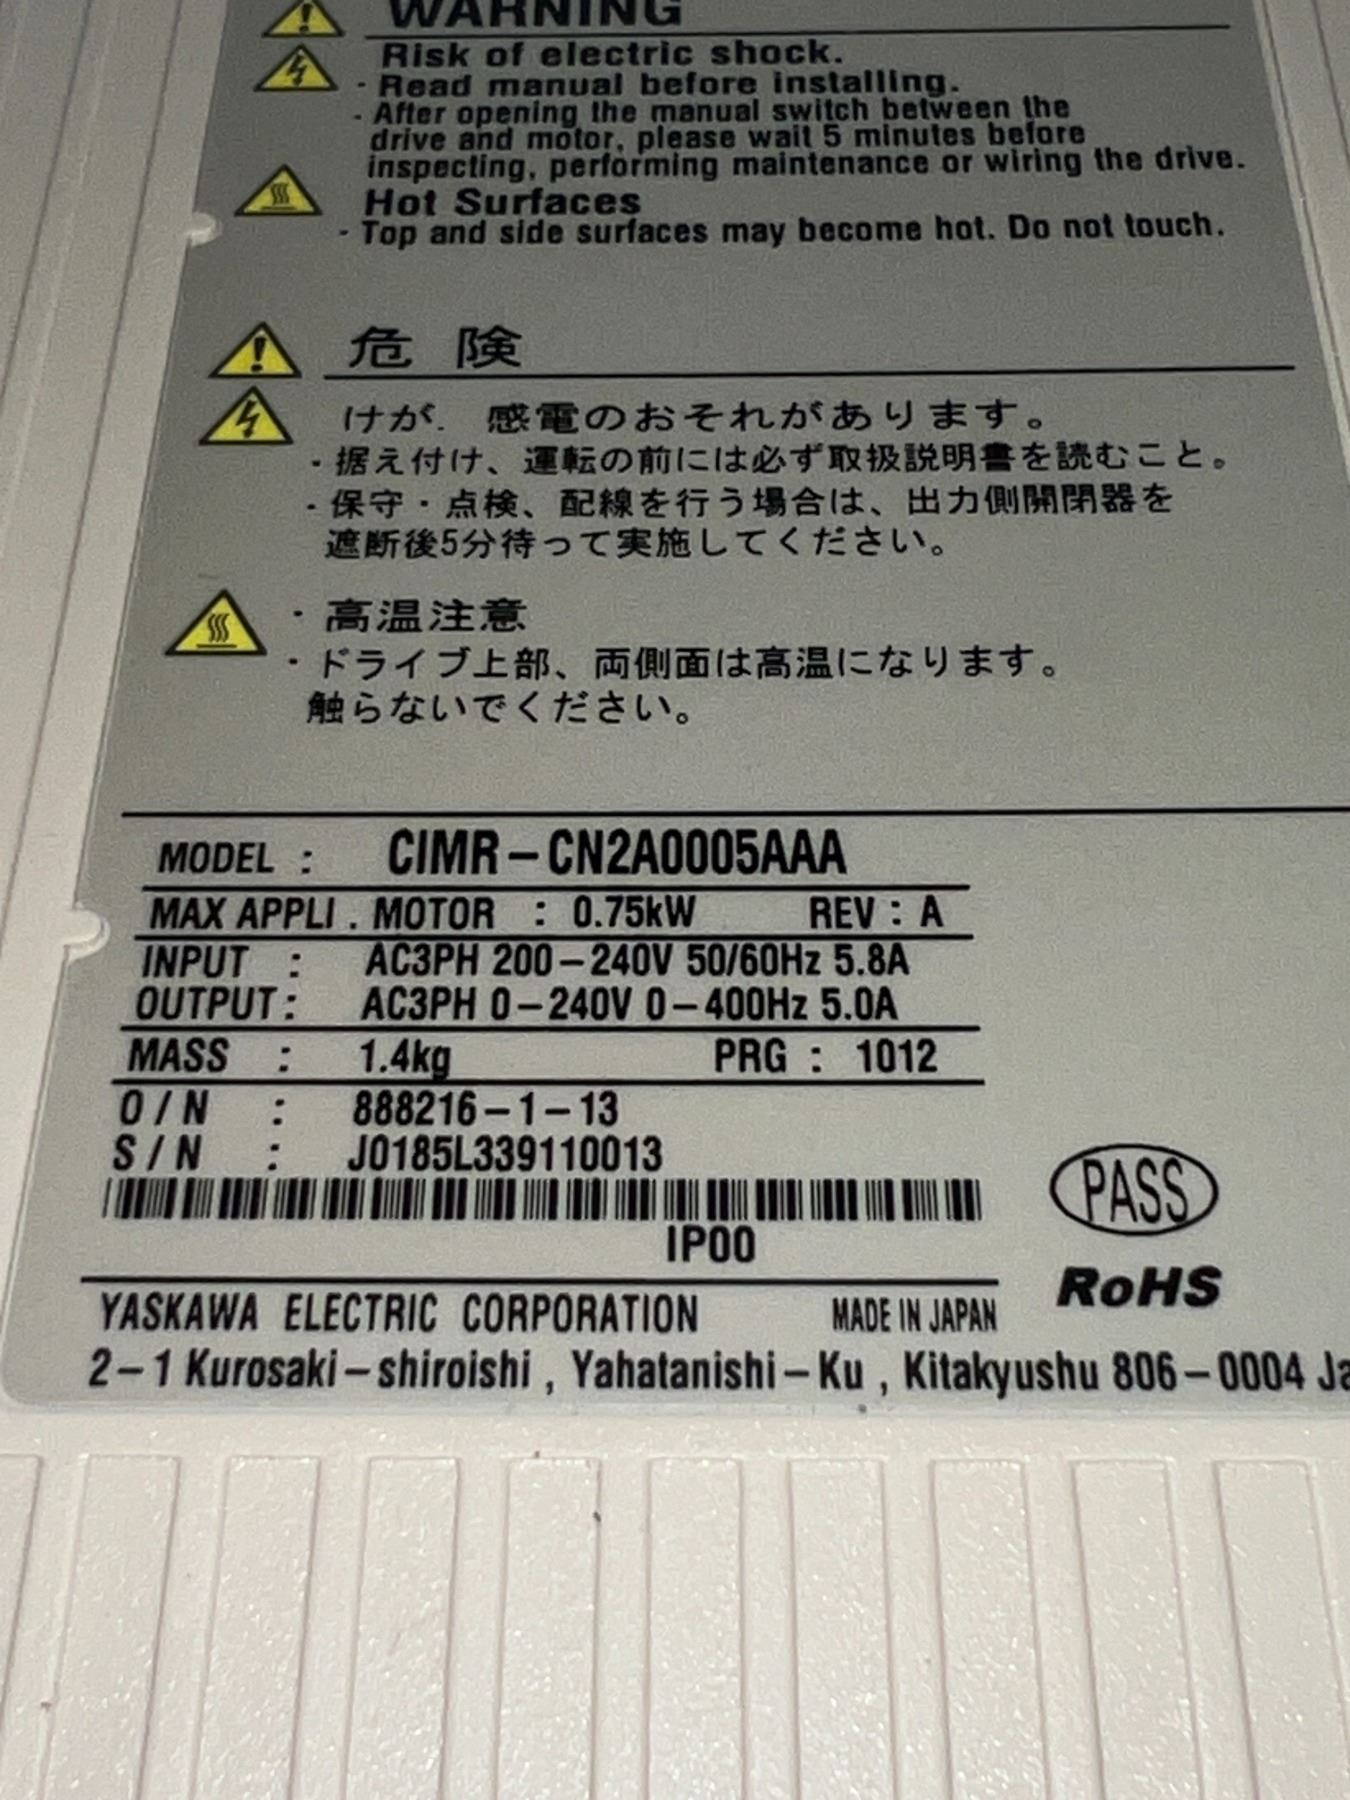 WARNING
Risk of electric shock.
・Read manual before installing.
・After opening the manual switch between the
drive and motor, please wait 5 minutes before
inspecting, performing maintenance or wiring the drive.
Hot Surfaces
・Top and side surfaces may become hot. Do not touch.
危 険
けが．感電のおそれがあります。
・据え付け、運転の前には必ず取扱説明書を読むこと。
・保守・点検、配線を行う場合は、出力側開閉器を
遮断後5分待って実施してください。
・高温注意
・ドライブ上部、両側面は高温になります。
触らないでください。
MODEL : CIMR-CN2A0005AAA
MAX APPLI. MOTOR : 0.75kW REV : A
INPUT : AC3PH 200-240V 50/60Hz 5.8A
OUTPUT : AC3PH 0-240V 0-400Hz 5.0A
MASS : 1.4kg PRG : 1012
O/N : 888216-1-13
S/N : J0185L339110013
PASS
IP00
RoHS
YASKAWA ELECTRIC CORPORATION MADE IN JAPAN
2-1 Kurosaki-shiroishi, Yahatanishi-Ku, Kitakyushu 806-0004 Ja